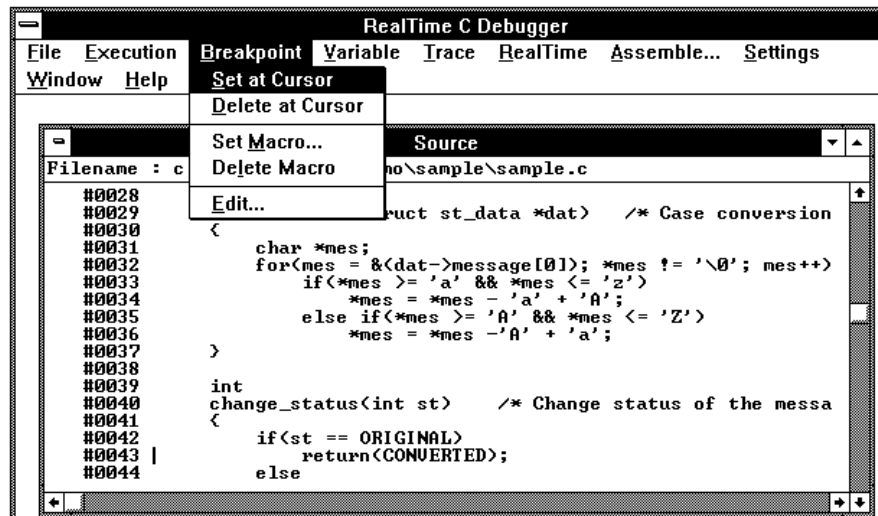 RealTime C Debugger
File Execution Breakpoint Variable Trace RealTime Assemble... Settings
Window Help
Set at Cursor
Delete at Cursor
Set Macro...
Delete Macro
Edit...
Source
Filename : c mo\sample\sample.c
#0028
#0029 ruct st_data *dat) /* Case conversion
#0030 {
#0031 char *mes;
#0032 for(mes = &(dat->message[0]); *mes != '\0'; mes++)
#0033 if(*mes >= 'a' && *mes <= 'z')
#0034 *mes = *mes - 'a' + 'A';
#0035 else if(*mes >= 'A' && *mes <= 'Z')
#0036 *mes = *mes -'A' + 'a';
#0037 }
#0038
#0039 int
#0040 change_status(int st) /* Change status of the messa
#0041 {
#0042 if(st == ORIGINAL)
#0043 return(CONVERTED);
#0044 else